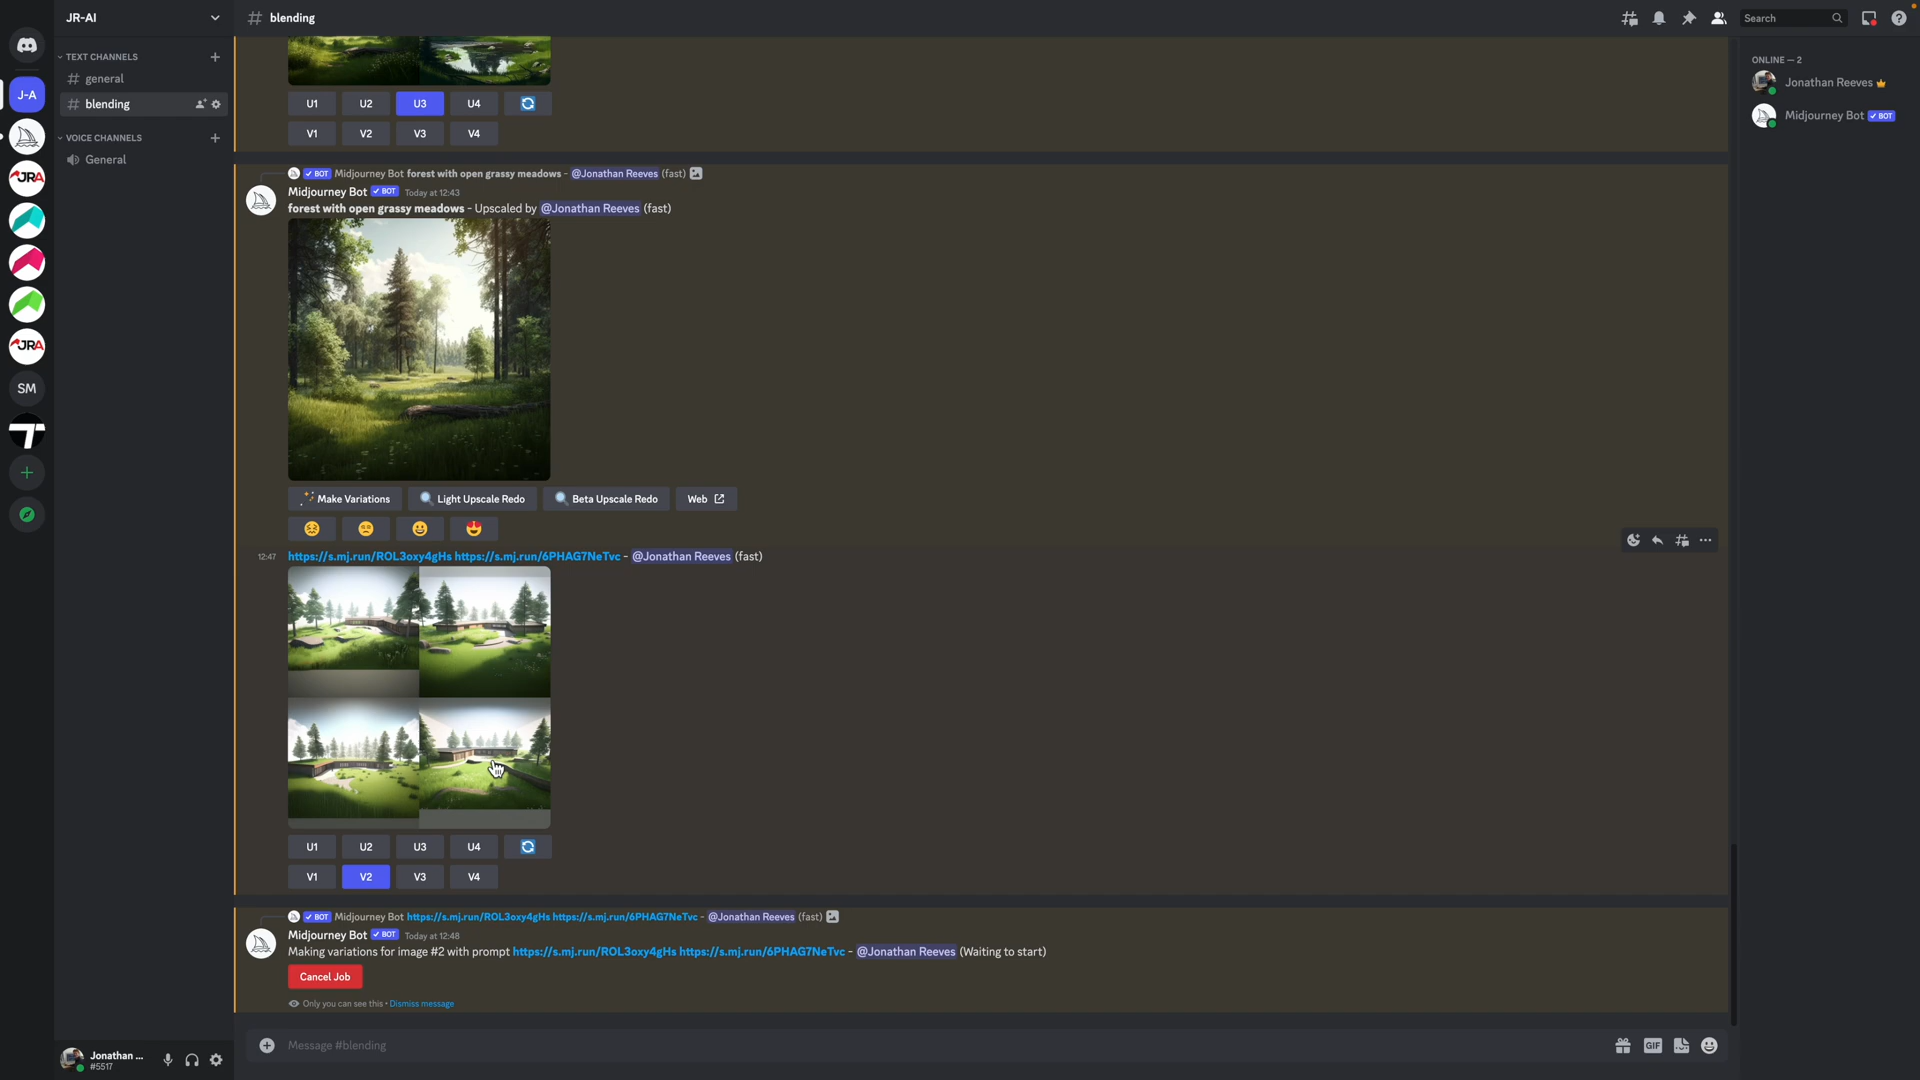 JR-AI
# blending
Search
TEXT CHANNELS
# general
# blending
VOICE CHANNELS
General
J-A
JRA
JRA
SM
Jonathan ...
#5517
U1 U2 U3 U4
V1 V2 V3 V4
BOT Midjourney Bot forest with open grassy meadows - @Jonathan Reeves (fast)
Midjourney Bot BOT Today at 12:43
forest with open grassy meadows - Upscaled by @Jonathan Reeves (fast)
Make Variations Light Upscale Redo Beta Upscale Redo Web
12:47 https://s.mj.run/ROL3oxy4gHs https://s.mj.run/6PHAG7NeTvc - @Jonathan Reeves (fast)
U1 U2 U3 U4
V1 V2 V3 V4
BOT Midjourney Bot https://s.mj.run/ROL3oxy4gHs https://s.mj.run/6PHAG7NeTvc - @Jonathan Reeves (fast)
Midjourney Bot BOT Today at 12:48
Making variations for image #2 with prompt https://s.mj.run/ROL3oxy4gHs https://s.mj.run/6PHAG7NeTvc - @Jonathan Reeves (Waiting to start)
Cancel Job
Only you can see this • Dismiss message
Message #blending
GIF
ONLINE — 2
Jonathan Reeves
Midjourney Bot BOT